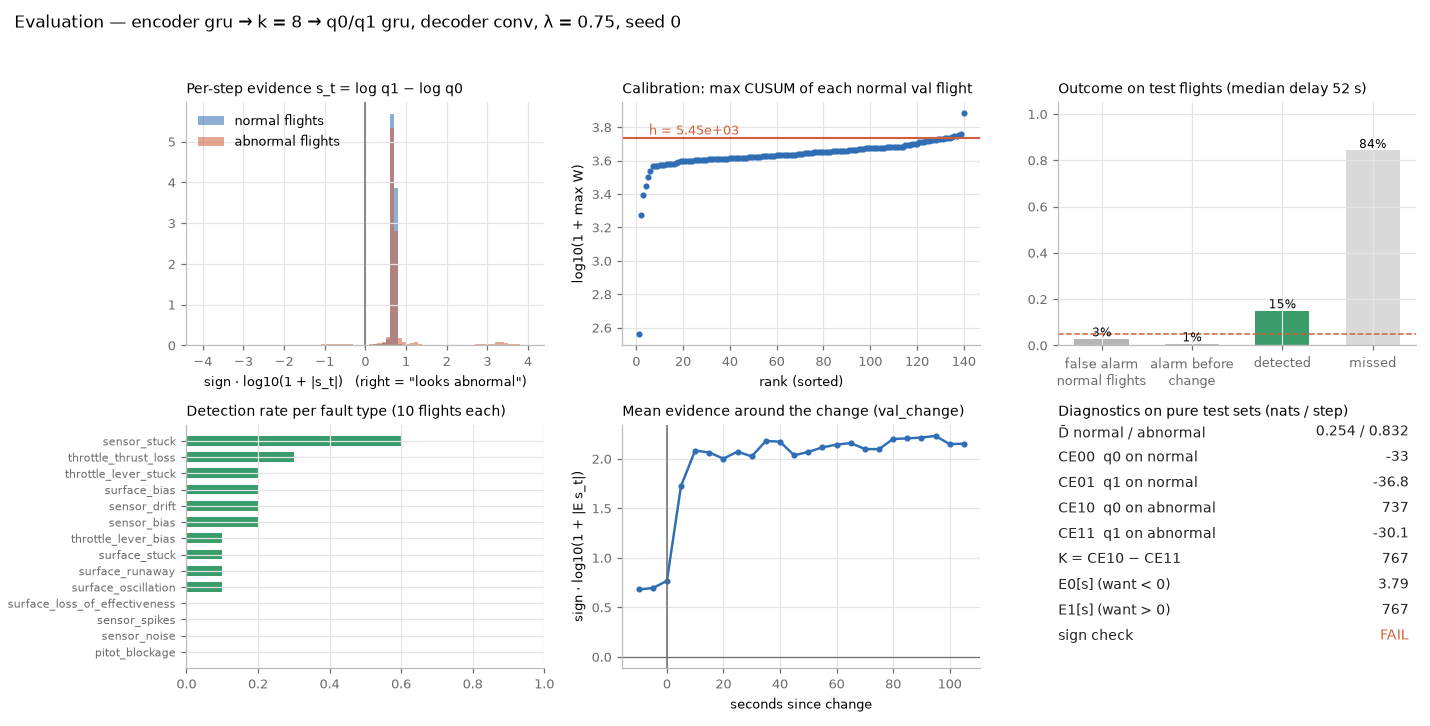 Evaluation — encoder gru → k = 8 → q0/q1 gru, decoder conv, λ = 0.75, seed 0
Per-step evidence s_t = log q1 − log q0
normal flights
abnormal flights
5
4
3
2
1
0
−4 −3 −2 −1 0 1 2 3 4
sign · log10(1 + |s_t|) (right = "looks abnormal")
Calibration: max CUSUM of each normal val flight
h = 5.45e+03
log10(1 + max W)
3.8
3.6
3.4
3.2
3.0
2.8
2.6
0 20 40 60 80 100 120 140
rank (sorted)
Outcome on test flights (median delay 52 s)
1.0
0.8
0.6
0.4
0.2
0.0
3%
1%
15%
84%
false alarm
normal flights
alarm before
change
detected
missed
Detection rate per fault type (10 flights each)
sensor_stuck
throttle_thrust_loss
throttle_lever_stuck
surface_bias
sensor_drift
sensor_bias
throttle_lever_bias
surface_stuck
surface_runaway
surface_oscillation
surface_loss_of_effectiveness
sensor_spikes
sensor_noise
pitot_blockage
0.0 0.2 0.4 0.6 0.8 1.0
Mean evidence around the change (val_change)
sign · log10(1 + |E s_t|)
2.0
1.5
1.0
0.5
0.0
0 20 40 60 80 100
seconds since change
Diagnostics on pure test sets (nats / step)
D̄ normal / abnormal 0.254 / 0.832
CE00 q0 on normal -33
CE01 q1 on normal -36.8
CE10 q0 on abnormal 737
CE11 q1 on abnormal -30.1
K = CE10 − CE11 767
E0[s] (want < 0) 3.79
E1[s] (want > 0) 767
sign check FAIL